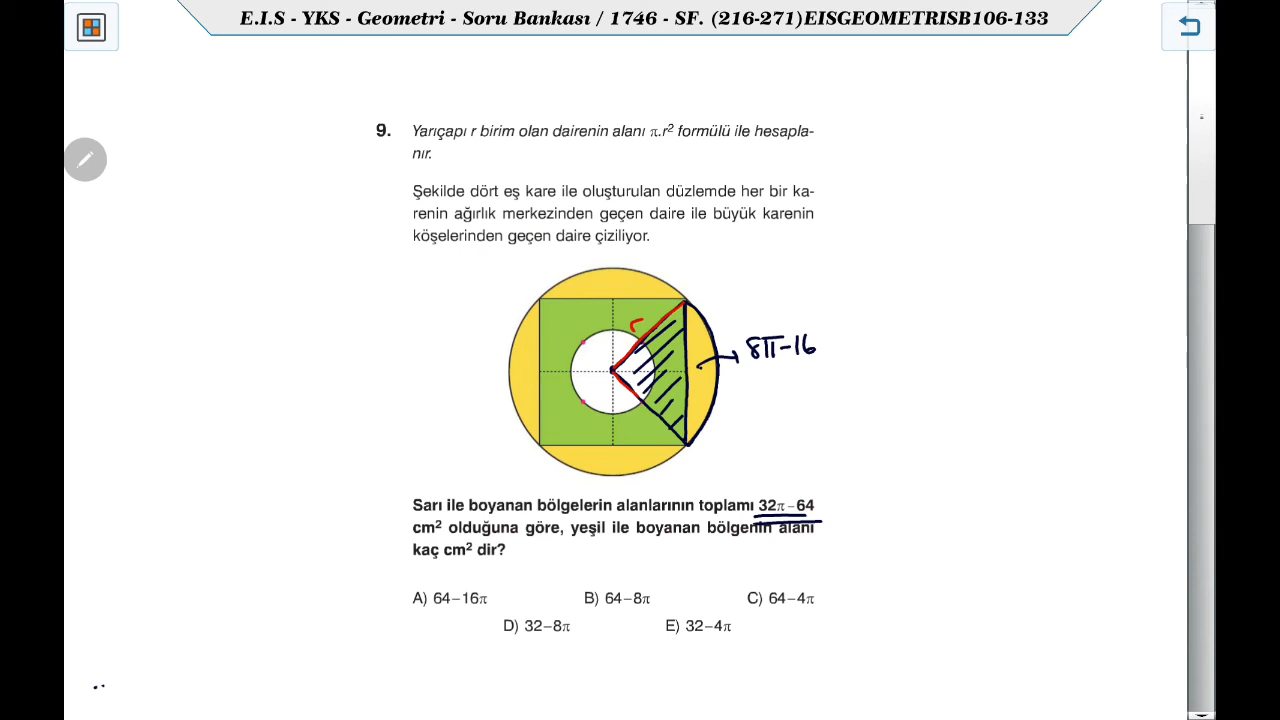 E.I.S - YKS - Geometri - Soru Bankası / 1746 - SF. (216-271)EISGEOMETRISB106-133
9. Yarıçapı r birim olan dairenin alanı π.r² formülü ile hesapla-
nır.
Şekilde dört eş kare ile oluşturulan düzlemde her bir ka-
renin ağırlık merkezinden geçen daire ile büyük karenin
köşelerinden geçen daire çiziliyor.
r
8π-16
Sarı ile boyanan bölgelerin alanlarının toplamı 32π-64
cm² olduğuna göre, yeşil ile boyanan bölgenin alanı
kaç cm² dir?
A) 64-16π B) 64-8π C) 64-4π
D) 32-8π E) 32-4π